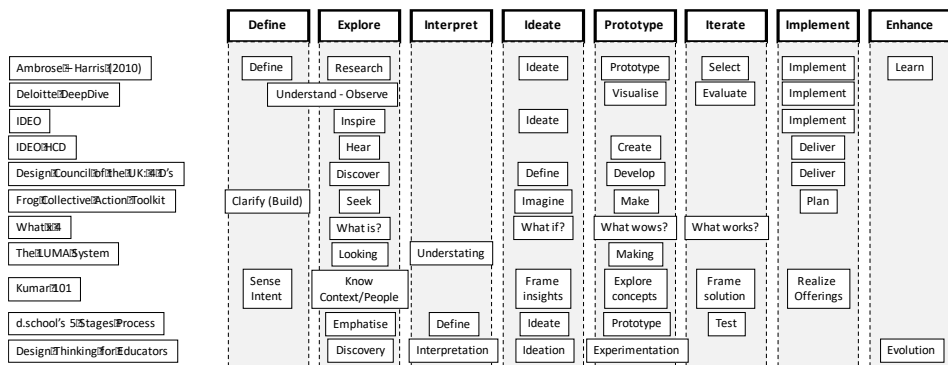 Define Explore Interpret Ideate Prototype Iterate Implement Enhance
Ambrose – Harris (2010) Define Research Ideate Prototype Select Implement Learn
Deloitte DeepDive Understand - Observe Visualise Evaluate Implement
IDEO Inspire Ideate Implement
IDEO HCD Hear Create Deliver
Design Council of the UK: 4 D's Discover Define Develop Deliver
Frog Collective Action Toolkit Clarify (Build) Seek Imagine Make Plan
What x 4 What is? What if? What wows? What works?
The LUMA System Looking Understating Making
Kumar 101 Sense Intent Know Context/People Frame insights Explore concepts Frame solution Realize Offerings
d.school's 5 Stages Process Emphatise Define Ideate Prototype Test
Design Thinking for Educators Discovery Interpretation Ideation Experimentation Evolution